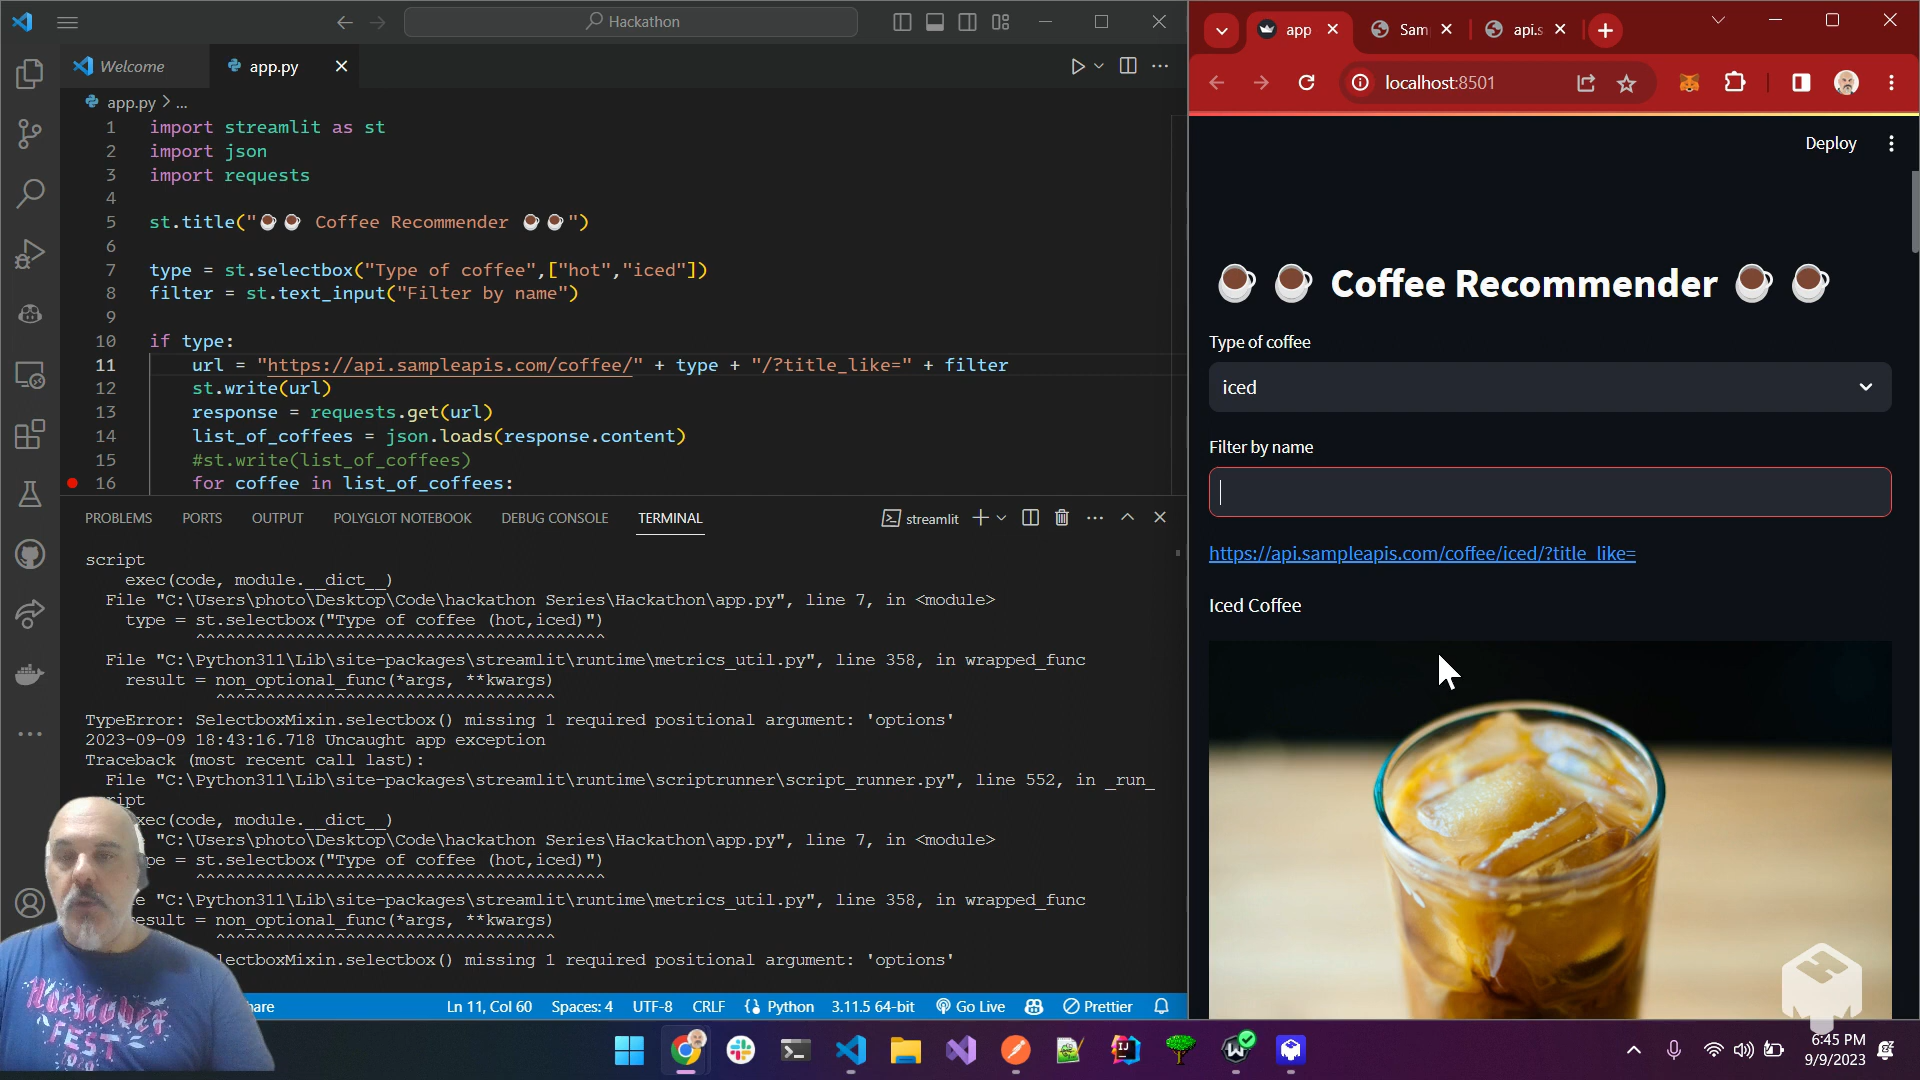 Hackathon
Welcome
app.py
app.py > ...
1 import streamlit as st
2 import json
3 import requests
4
5 st.title("☕☕ Coffee Recommender ☕☕")
6
7 type = st.selectbox("Type of coffee",["hot","iced"])
8 filter = st.text_input("Filter by name")
9
10 if type:
11 url = "https://api.sampleapis.com/coffee/" + type + "/?title_like=" + filter
12 st.write(url)
13 response = requests.get(url)
14 list_of_coffees = json.loads(response.content)
15 #st.write(list_of_coffees)
16 for coffee in list_of_coffees:
PROBLEMS PORTS OUTPUT POLYGLOT NOTEBOOK DEBUG CONSOLE TERMINAL
streamlit
script
exec(code, module.__dict__)
File "C:\Users\photo\Desktop\Code\hackathon Series\Hackathon\app.py", line 7, in <module>
type = st.selectbox("Type of coffee (hot,iced)")
^^^^^^^^^^^^^^^^^^^^^^^^^^^^^^^^^^^^^^
File "C:\Python311\Lib\site-packages\streamlit\runtime\metrics_util.py", line 358, in wrapped_func
result = non_optional_func(*args, **kwargs)
^^^^^^^^^^^^^^^^^^^^^^^^^^^^^^^^^^
TypeError: SelectboxMixin.selectbox() missing 1 required positional argument: 'options'
2023-09-09 18:43:16.718 Uncaught app exception
Traceback (most recent call last):
File "C:\Python311\Lib\site-packages\streamlit\runtime\scriptrunner\script_runner.py", line 552, in _run_
ript
exec(code, module.__dict__)
"C:\Users\photo\Desktop\Code\hackathon Series\Hackathon\app.py", line 7, in <module>
pe = st.selectbox("Type of coffee (hot,iced)")
^^^^^^^^^^^^^^^^^^^^^^^^^^^^^^^^^^^^^^
e "C:\Python311\Lib\site-packages\streamlit\runtime\metrics_util.py", line 358, in wrapped_func
result = non_optional_func(*args, **kwargs)
^^^^^^^^^^^^^^^^^^^^^^^^^^^^^^^^^^
lectboxMixin.selectbox() missing 1 required positional argument: 'options'
hare
Ln 11, Col 60 Spaces: 4 UTF-8 CRLF Python 3.11.5 64-bit Go Live Prettier
Hacktober
FEST
app
Sam
api.s
localhost:8501
Deploy
☕ ☕ Coffee Recommender ☕ ☕
Type of coffee
iced
Filter by name
https://api.sampleapis.com/coffee/iced/?title_like=
Iced Coffee
6:45 PM
9/9/2023